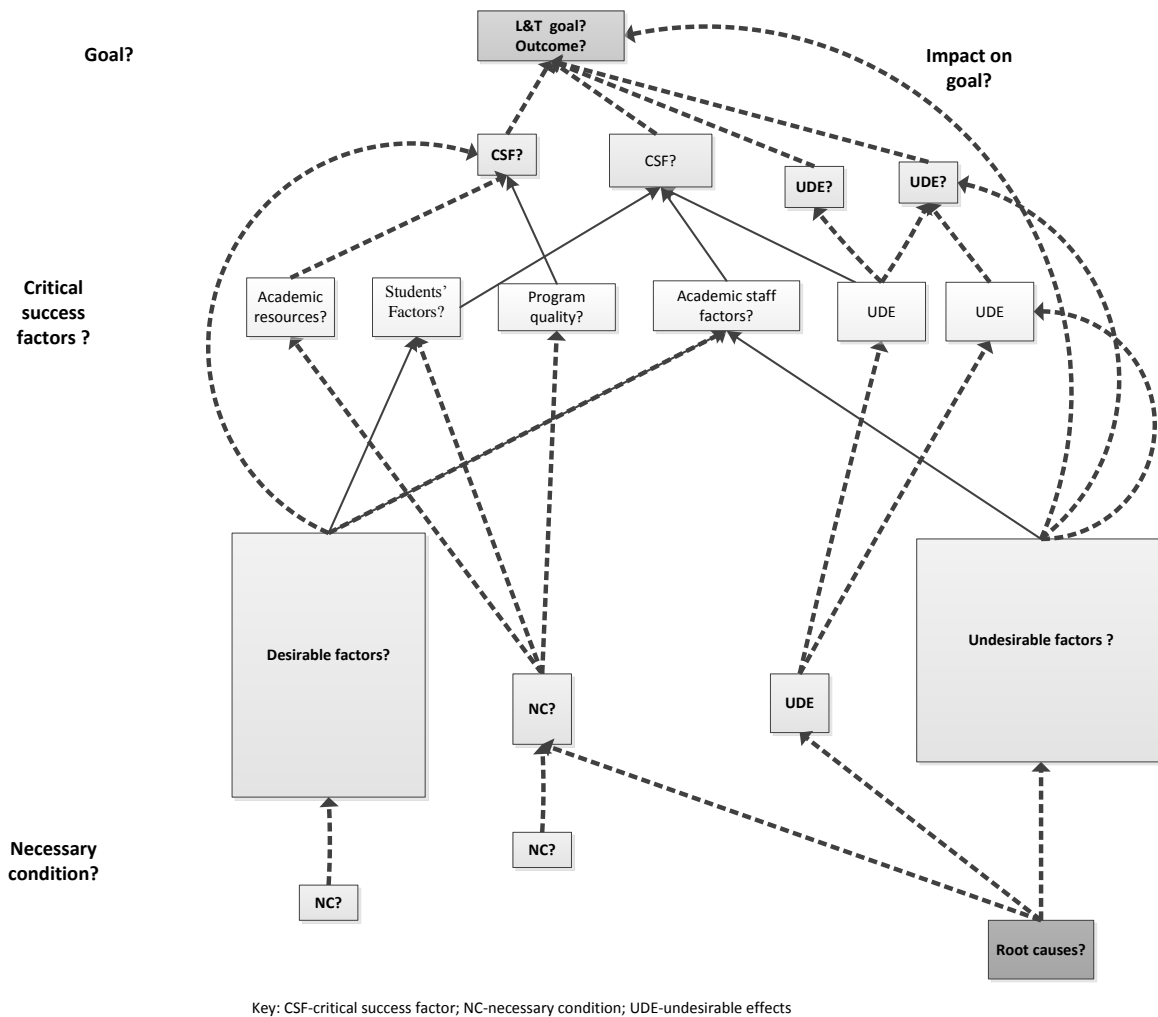 L&T goal?
Outcome?
Goal?
Impact on
goal?
CSF?
CSF?
UDE?
UDE?
Critical
success
factors ?
Academic
resources?
Students’
Factors?
Program
quality?
Academic staff
factors?
UDE
UDE
Desirable factors?
Undesirable factors ?
NC?
UDE
Necessary
condition?
NC?
NC?
Root causes?
Key: CSF-critical success factor; NC-necessary condition; UDE-undesirable effects